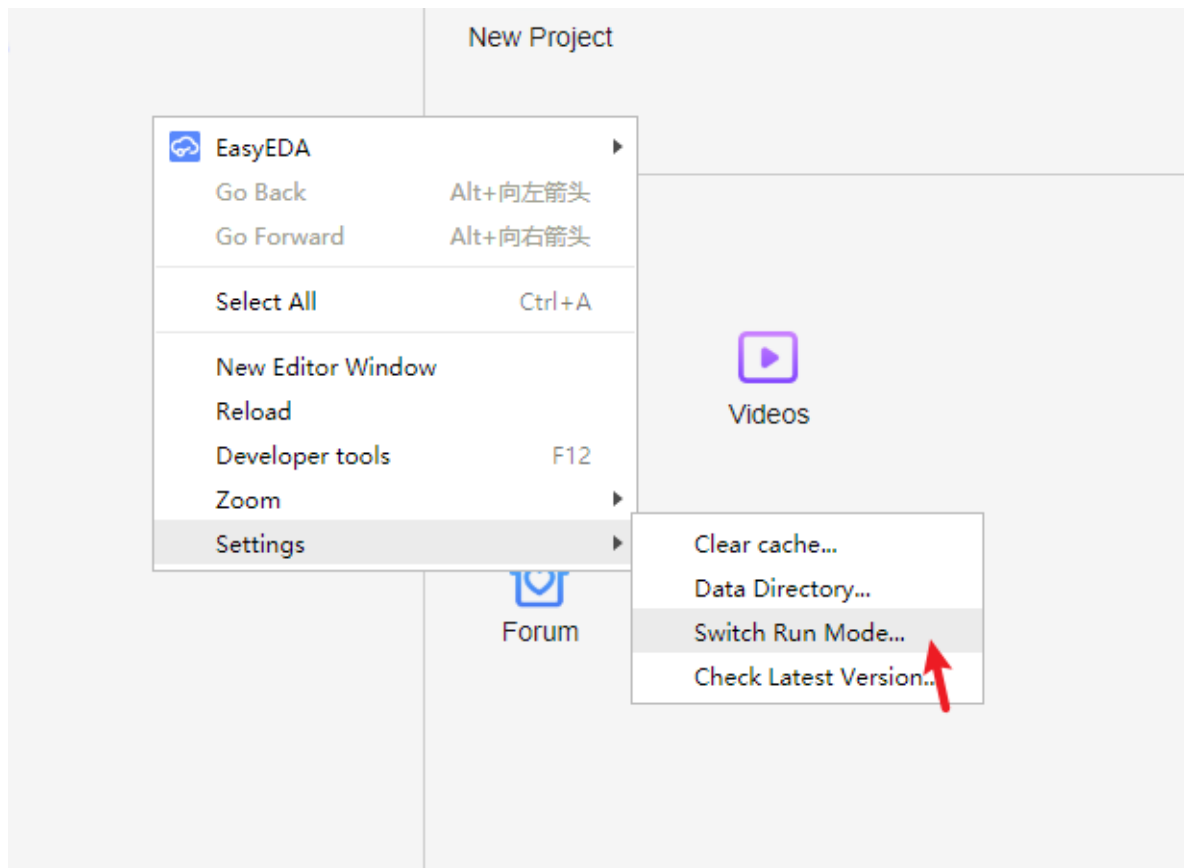 New Project
EasyEDA
Go Back Alt+向左箭头
Go Forward Alt+向右箭头
Select All Ctrl+A
New Editor Window
Reload
Developer tools F12
Zoom
Settings
Videos
Clear cache...
Data Directory...
Switch Run Mode...
Check Latest Version...
Forum